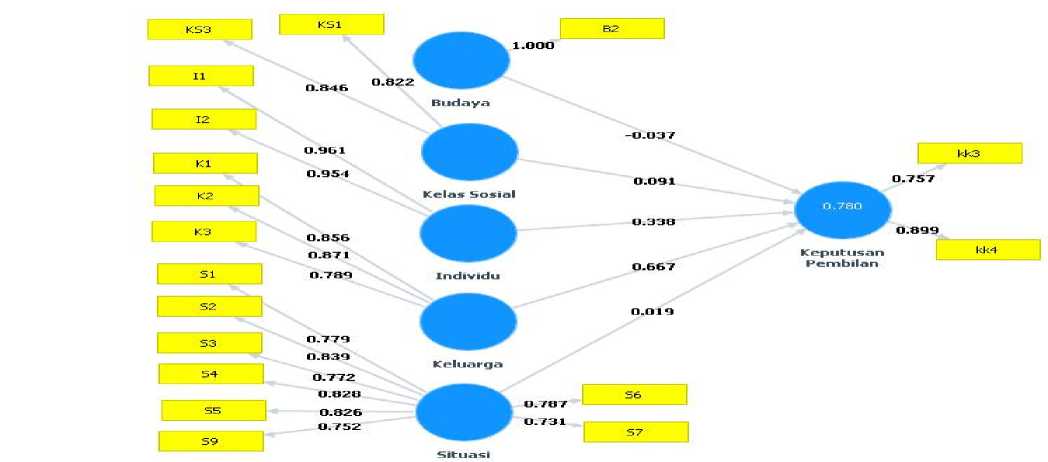 KS3
KS1
B2
1.000
I1
0.822
0.846
Budaya
I2
-0.037
0.961
K1
0.954
kk3
Kelas Sosial
0.091
0.757
K2
0.780
K3
0.338
0.899
0.856
kk4
0.871
Keputusan
Pembilan
S1
0.789
Individu
0.667
S2
0.019
S3
0.779
0.839
Keluarga
S4
0.772
0.828
S6
0.787
S5
0.826
0.731
S7
S9
0.752
Situasi